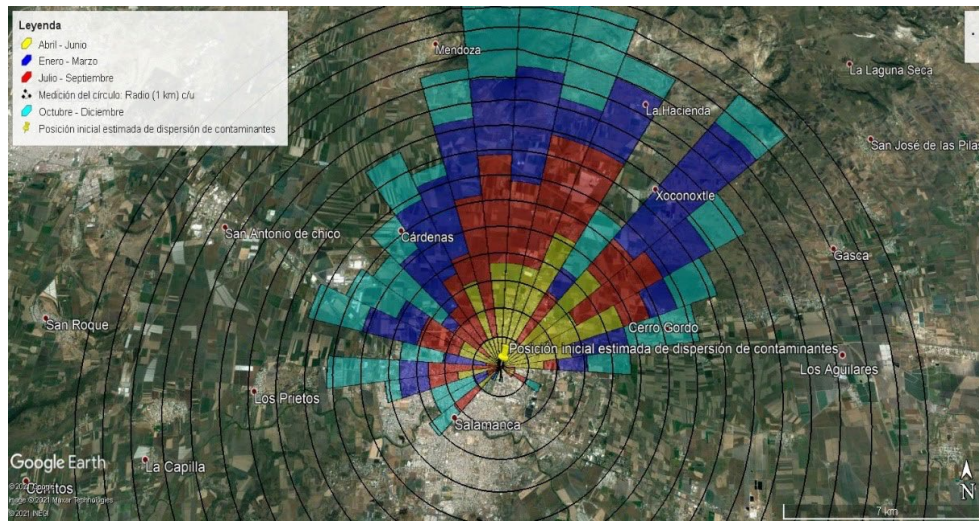 Leyenda
Abril - Junio
Enero - Marzo
Julio - Septiembre
Medición del círculo: Radio (1 km) c/u
Octubre - Diciembre
Posición inicial estimada de dispersión de contaminantes
Mendoza
La Laguna Seca
La Hacienda
San José de las Pilas
Xoconoxtle
San Antonio de chico
Cárdenas
Gasca
San Roque
Cerro Gordo
Posición inicial estimada de dispersión de contaminantes
Los Aguilares
Los Prietos
Salamanca
La Capilla
Google Earth
Cerritos
Image © 2021 Maxar Technologies
© 2021 INEGI
N
7 km